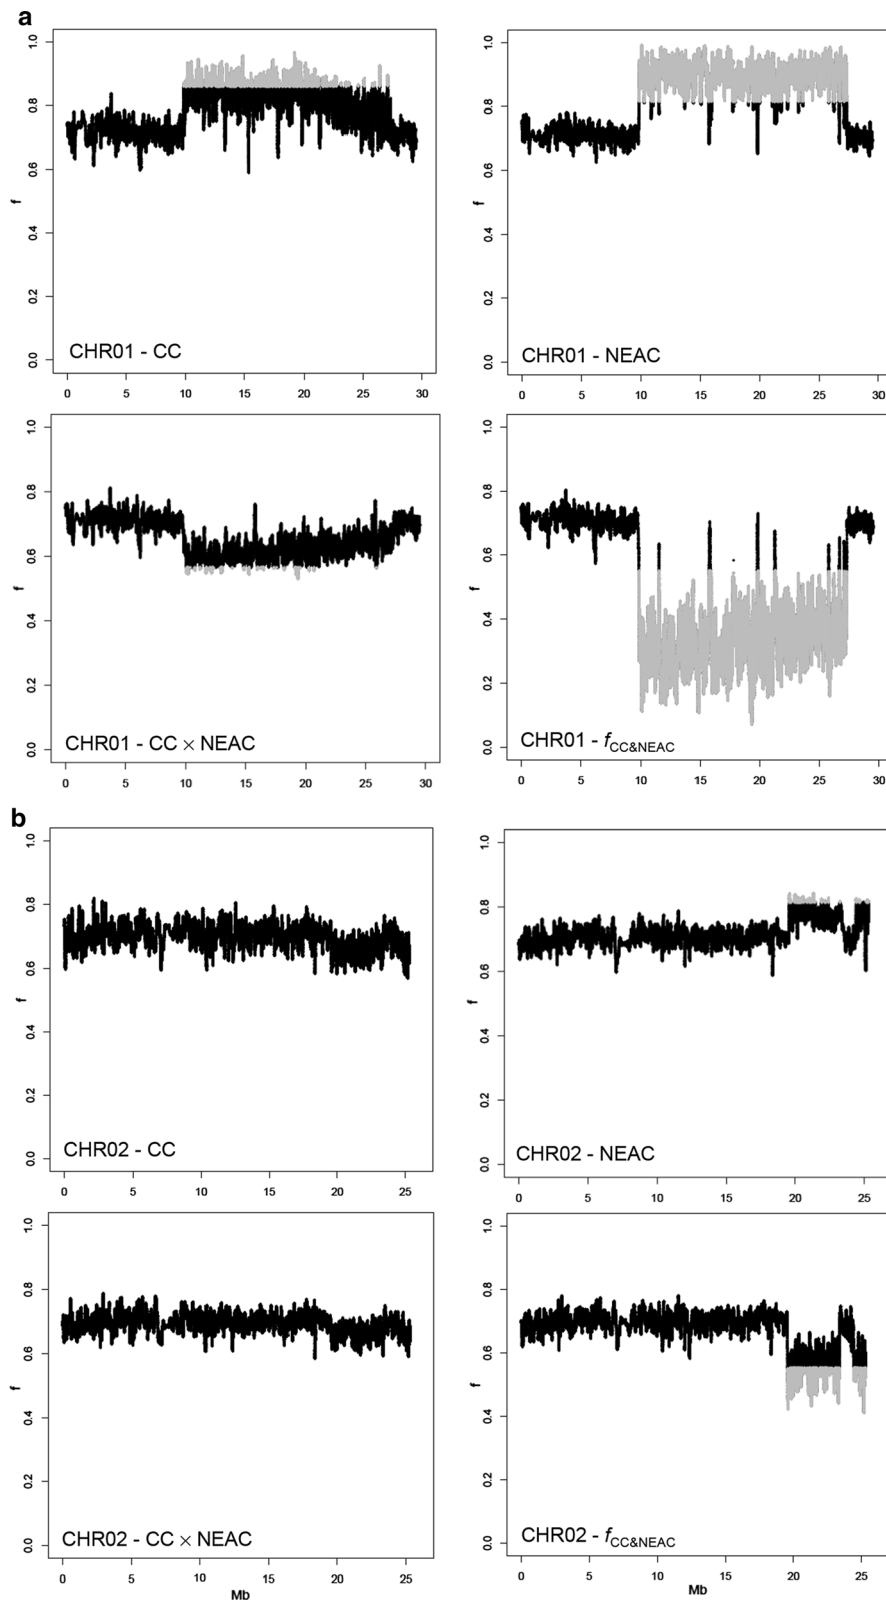 a
1.0
0.8
0.6
0.4
0.2
0.0
f
CHR01 - CC
0 5 10 15 20 25 30
1.0
0.8
0.6
0.4
0.2
0.0
f
CHR01 - NEAC
0 5 10 15 20 25 30
1.0
0.8
0.6
0.4
0.2
0.0
f
CHR01 - CC × NEAC
0 5 10 15 20 25 30
1.0
0.8
0.6
0.4
0.2
0.0
f
CHR01 - fCC&NEAC
0 5 10 15 20 25 30
b
1.0
0.8
0.6
0.4
0.2
0.0
f
CHR02 - CC
0 5 10 15 20 25
1.0
0.8
0.6
0.4
0.2
0.0
f
CHR02 - NEAC
0 5 10 15 20 25
1.0
0.8
0.6
0.4
0.2
0.0
f
CHR02 - CC × NEAC
0 5 10 15 20 25
Mb
1.0
0.8
0.6
0.4
0.2
0.0
f
CHR02 - fCC&NEAC
0 5 10 15 20 25
Mb